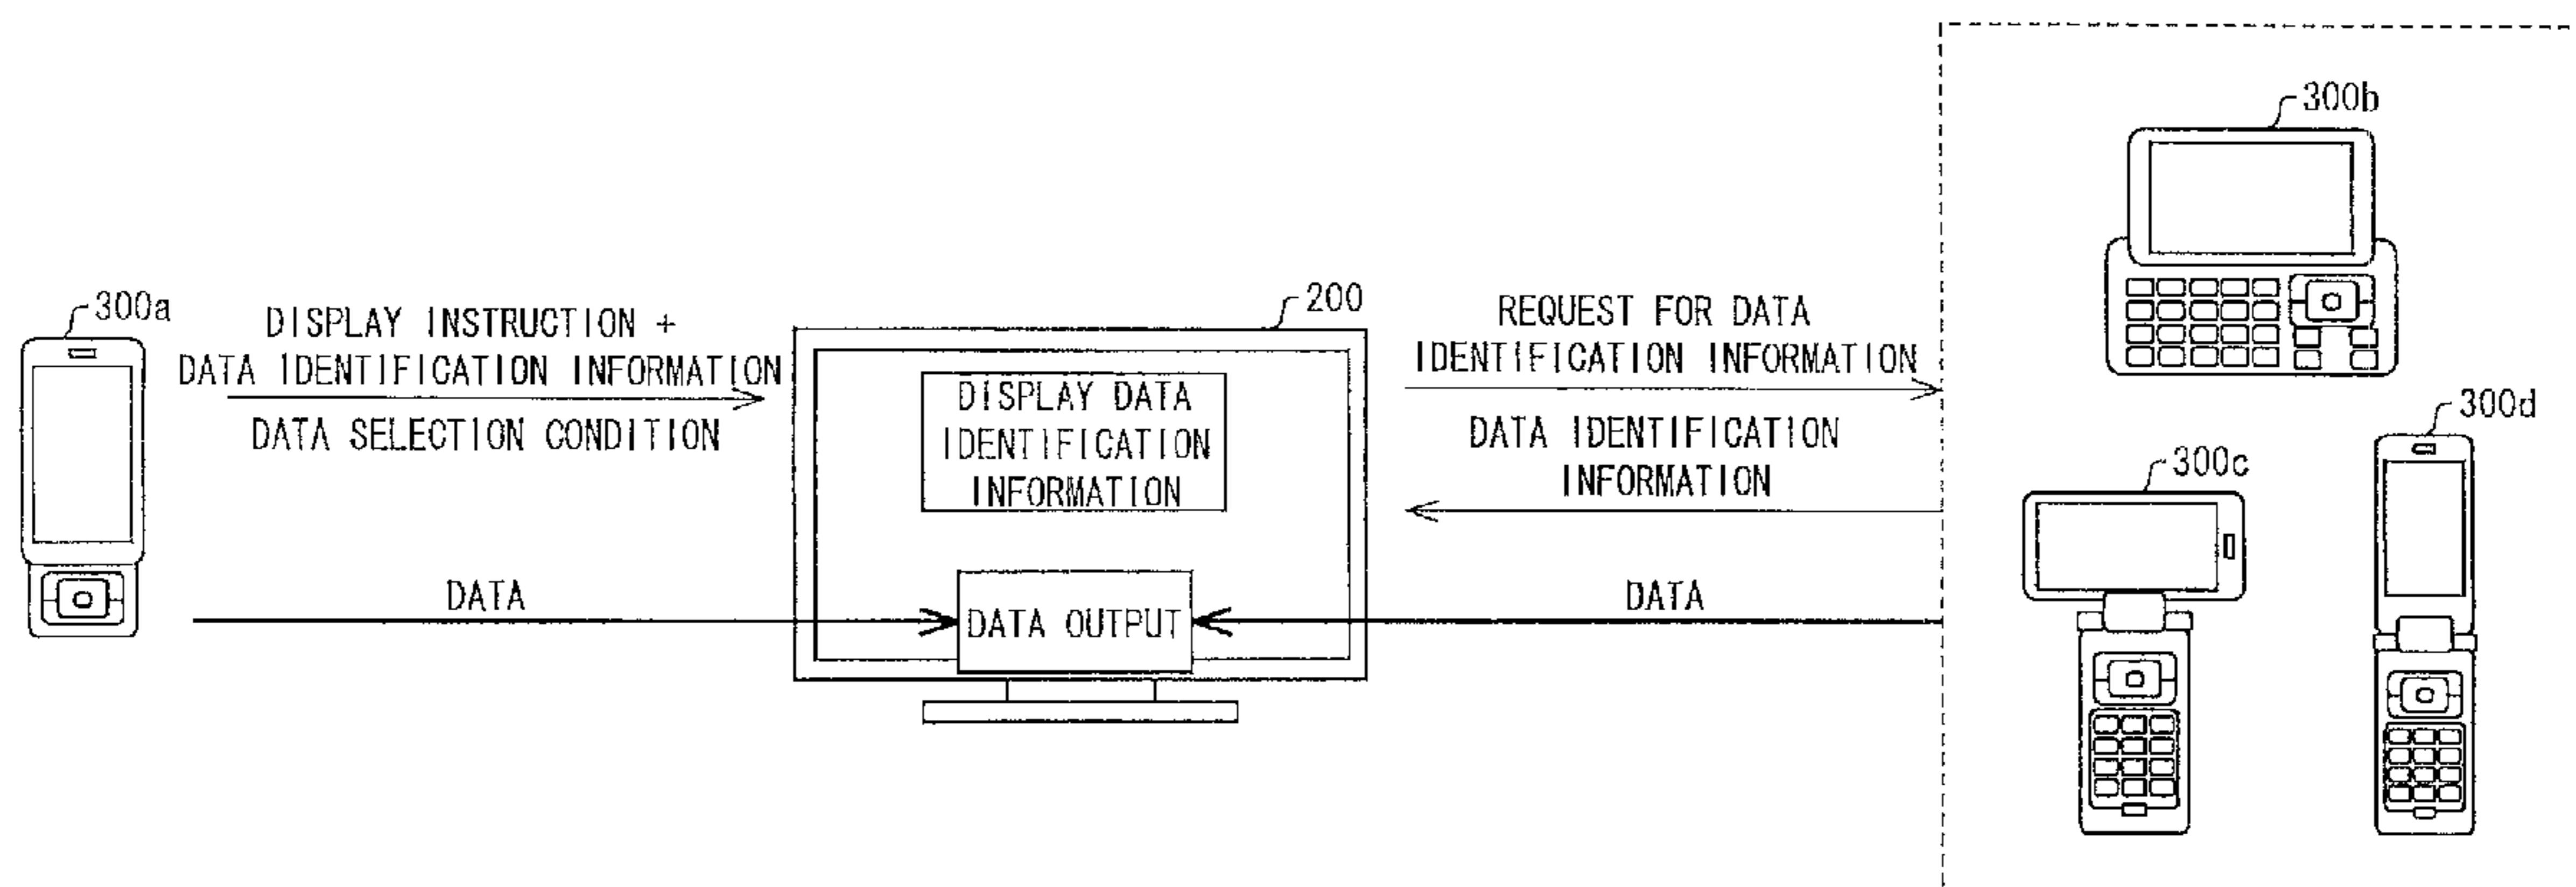 300a
DISPLAY INSTRUCTION +
DATA IDENTIFICATION INFORMATION
DATA SELECTION CONDITION
DATA
200
DISPLAY DATA
IDENTIFICATION
INFORMATION
DATA OUTPUT
REQUEST FOR DATA
IDENTIFICATION INFORMATION
DATA IDENTIFICATION
INFORMATION
DATA
300b
300c
300d